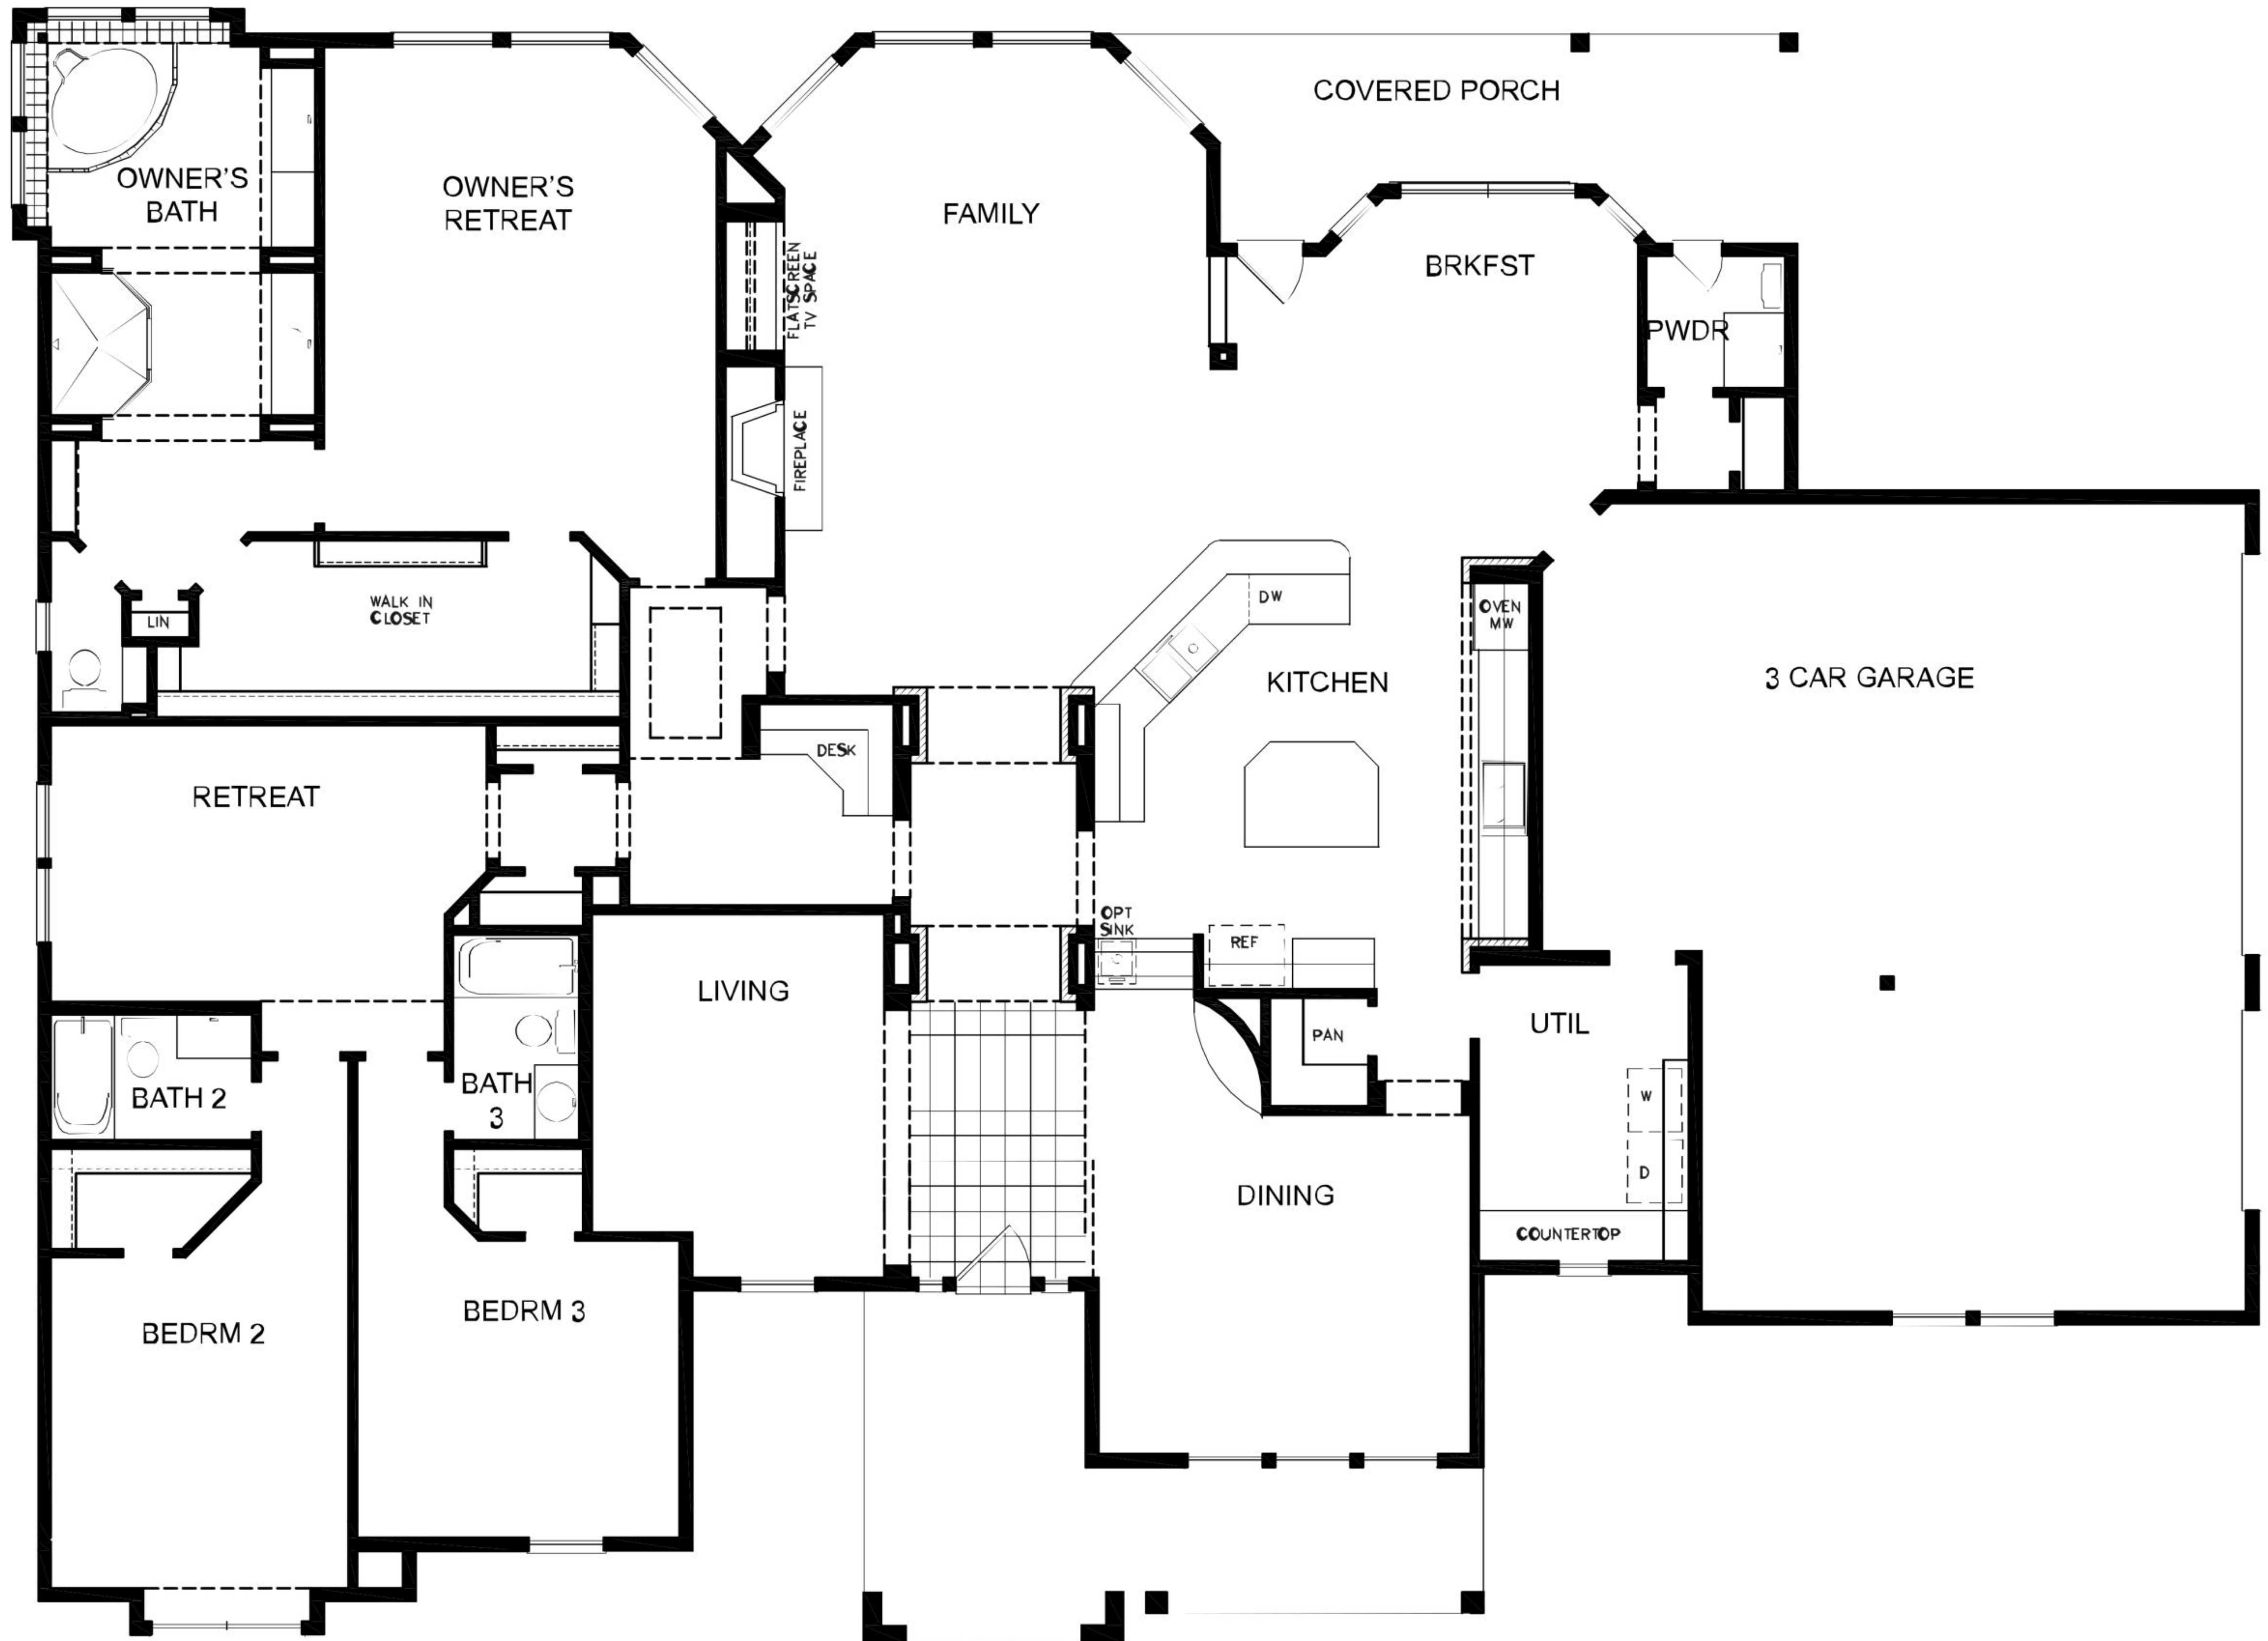 COVERED PORCH
OWNER'S
BATH
OWNER'S
RETREAT
FAMILY
FLATSCREEN
TV SPACE
BRKFST
PWDR
FIREPLACE
WALK IN
CLOSET
LIN
DW
OVEN
MW
KITCHEN
3 CAR GARAGE
DESK
RETREAT
OPT
SINK
REF
LIVING
PAN
UTIL
BATH 2
BATH
3
W
D
DINING
COUNTERTOP
BEDRM 2
BEDRM 3